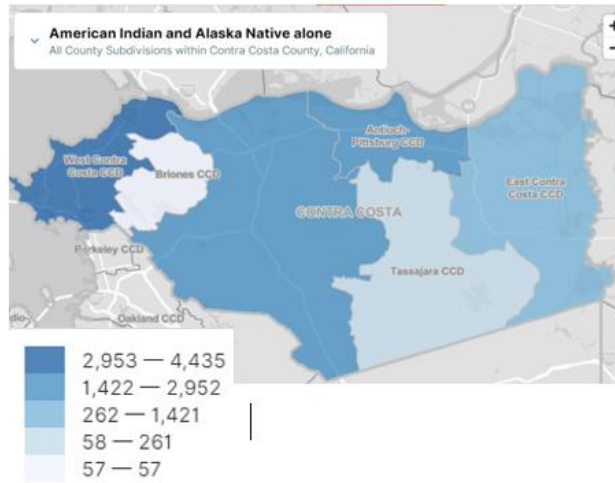 American Indian and Alaska Native alone
All County Subdivisions within Contra Costa County, California
+
−
Antioch-
Pittsburg CCD
West Contra
Costa CCD
Briones CCD
East Contra
Costa CCD
CONTRA COSTA
Berkeley CCD
Tassajara CCD
Oakland CCD
2,953 — 4,435
1,422 — 2,952
262 — 1,421
58 — 261
57 — 57